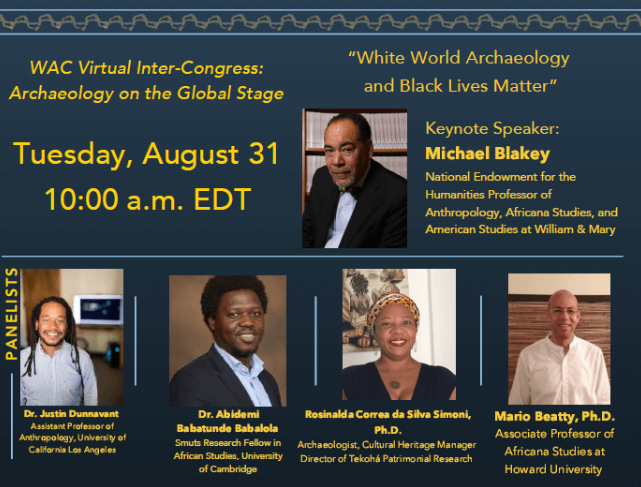 WAC Virtual Inter-Congress:
Archaeology on the Global Stage
Tuesday, August 31
10:00 a.m. EDT
“White World Archaeology
and Black Lives Matter”
Keynote Speaker:
Michael Blakey
National Endowment for the
Humanities Professor of
Anthropology, Africana Studies, and
American Studies at William & Mary
PANELISTS
Dr. Justin Dunnavant
Assistant Professor of
Anthropology, University of
California Los Angeles
Dr. Abidemi
Babatunde Babalola
Smuts Research Fellow in
African Studies, University
of Cambridge
Rosinalda Correa da Silva Simoni,
Ph.D.
Archaeologist, Cultural Heritage Manager
Director of Tekohá Patrimonial Research
Mario Beatty, Ph.D.
Associate Professor of
Africana Studies at
Howard University